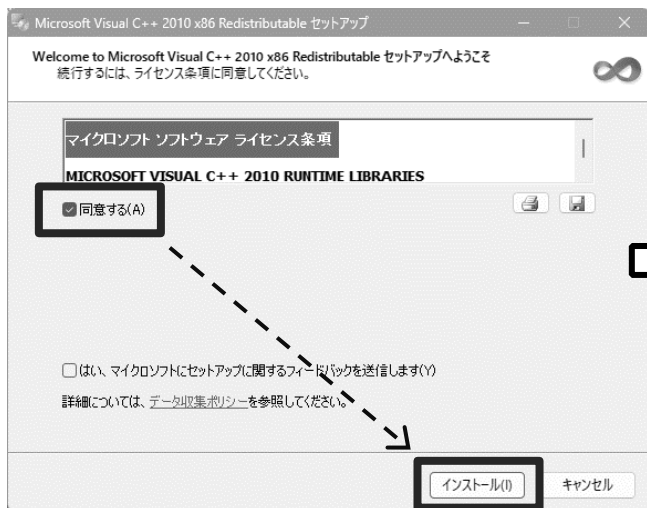 Microsoft Visual C++ 2010 x86 Redistributable セットアップ
Welcome to Microsoft Visual C++ 2010 x86 Redistributable セットアップへようこそ
続行するには、ライセンス条項に同意してください。
マイクロソフト ソフトウェア ライセンス条項
MICROSOFT VISUAL C++ 2010 RUNTIME LIBRARIES
同意する(A)
はい、マイクロソフトにセットアップに関するフィードバックを送信します(Y)
詳細については、データ収集ポリシーを参照してください。
インストール(I)
キャンセル